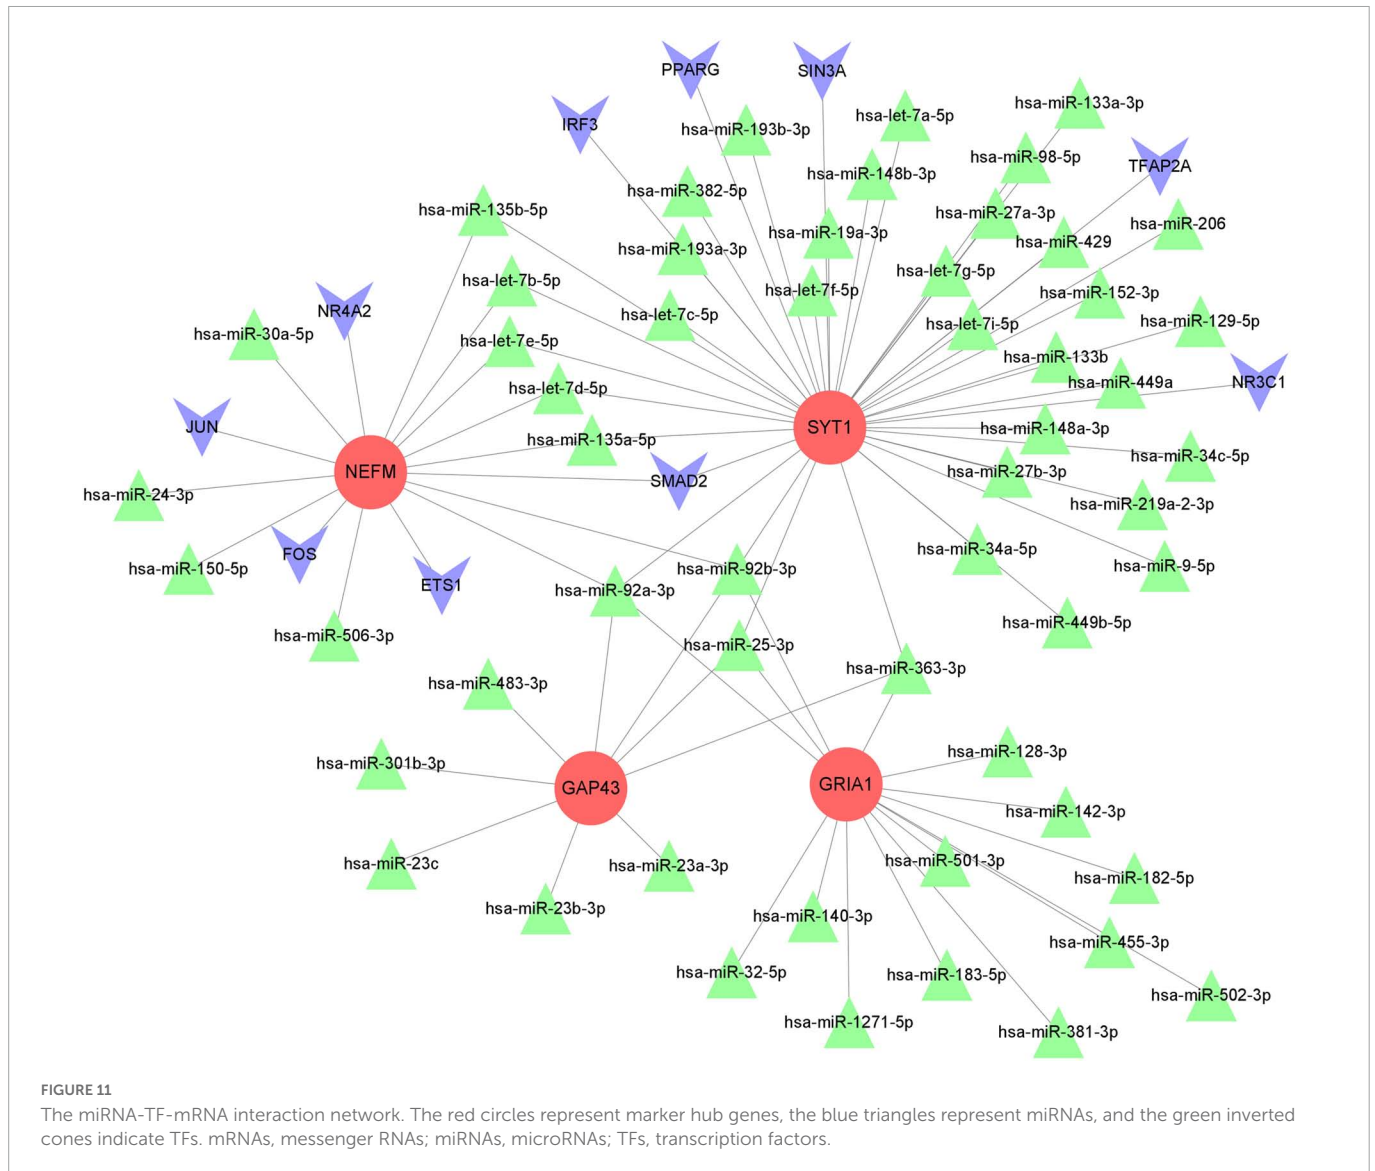 PPARG
SIN3A
hsa-miR-133a-3p
hsa-let-7a-5p
IRF3
hsa-miR-193b-3p
hsa-miR-98-5p
TFAP2A
hsa-miR-148b-3p
hsa-miR-382-5p
hsa-miR-135b-5p
hsa-miR-27a-3p
hsa-miR-206
hsa-miR-19a-3p
hsa-miR-429
hsa-miR-193a-3p
hsa-let-7g-5p
hsa-let-7b-5p
hsa-let-7f-5p
hsa-miR-152-3p
NR4A2
hsa-let-7c-5p
hsa-miR-129-5p
hsa-let-7i-5p
hsa-miR-30a-5p
hsa-let-7e-5p
hsa-miR-133b
hsa-miR-449a
NR3C1
hsa-let-7d-5p
JUN
SYT1
hsa-miR-148a-3p
hsa-miR-135a-5p
hsa-miR-34c-5p
NEFM
hsa-miR-27b-3p
SMAD2
hsa-miR-24-3p
hsa-miR-219a-2-3p
hsa-miR-34a-5p
FOS
hsa-miR-9-5p
hsa-miR-150-5p
hsa-miR-92b-3p
ETS1
hsa-miR-92a-3p
hsa-miR-449b-5p
hsa-miR-506-3p
hsa-miR-25-3p
hsa-miR-363-3p
hsa-miR-483-3p
hsa-miR-128-3p
hsa-miR-301b-3p
GAP43
GRIA1
hsa-miR-142-3p
hsa-miR-501-3p
hsa-miR-23c
hsa-miR-23a-3p
hsa-miR-182-5p
hsa-miR-23b-3p
hsa-miR-140-3p
hsa-miR-455-3p
hsa-miR-32-5p
hsa-miR-183-5p
hsa-miR-502-3p
hsa-miR-1271-5p
hsa-miR-381-3p
FIGURE 11
The miRNA-TF-mRNA interaction network. The red circles represent marker hub genes, the blue triangles represent miRNAs, and the green inverted
cones indicate TFs. mRNAs, messenger RNAs; miRNAs, microRNAs; TFs, transcription factors.